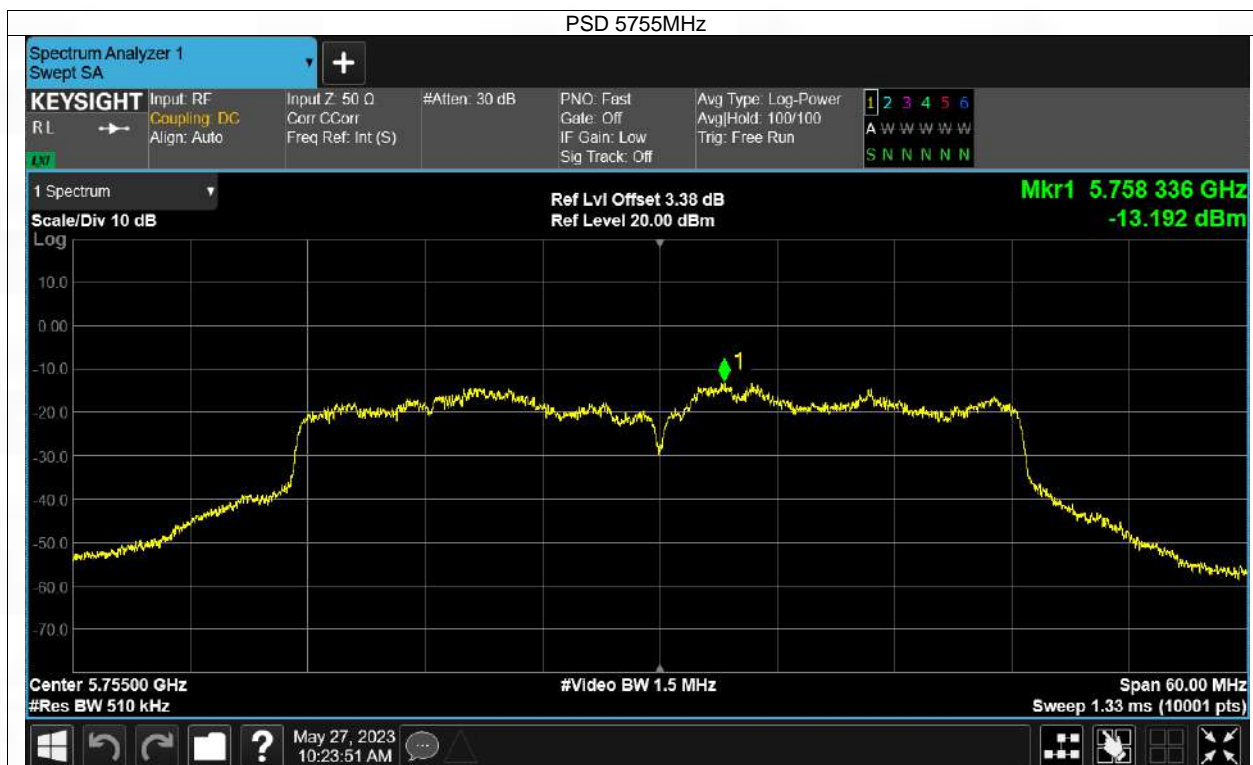 PSD 5755MHz
Spectrum Analyzer 1
Swept SA
+
KEYSIGHT
RL
LXI
Input: RF
Coupling: DC
Align: Auto
Input Z: 50 Ω
Corr CCorr
Freq Ref: Int (S)
#Atten: 30 dB
PNO: Fast
Gate: Off
IF Gain: Low
Sig Track: Off
Avg Type: Log-Power
Avg|Hold: 100/100
Trig: Free Run
1 2 3 4 5 6
A W W W W W
S N N N N N
1 Spectrum
Scale/Div 10 dB
Log
Ref Lvl Offset 3.38 dB
Ref Level 20.00 dBm
Mkr1 5.758 336 GHz
-13.192 dBm
10.0
0.00
-10.0
1
-20.0
-30.0
-40.0
-50.0
-60.0
-70.0
Center 5.75500 GHz
#Video BW 1.5 MHz
Span 60.00 MHz
#Res BW 510 kHz
Sweep 1.33 ms (10001 pts)
?
May 27, 2023
10:23:51 AM